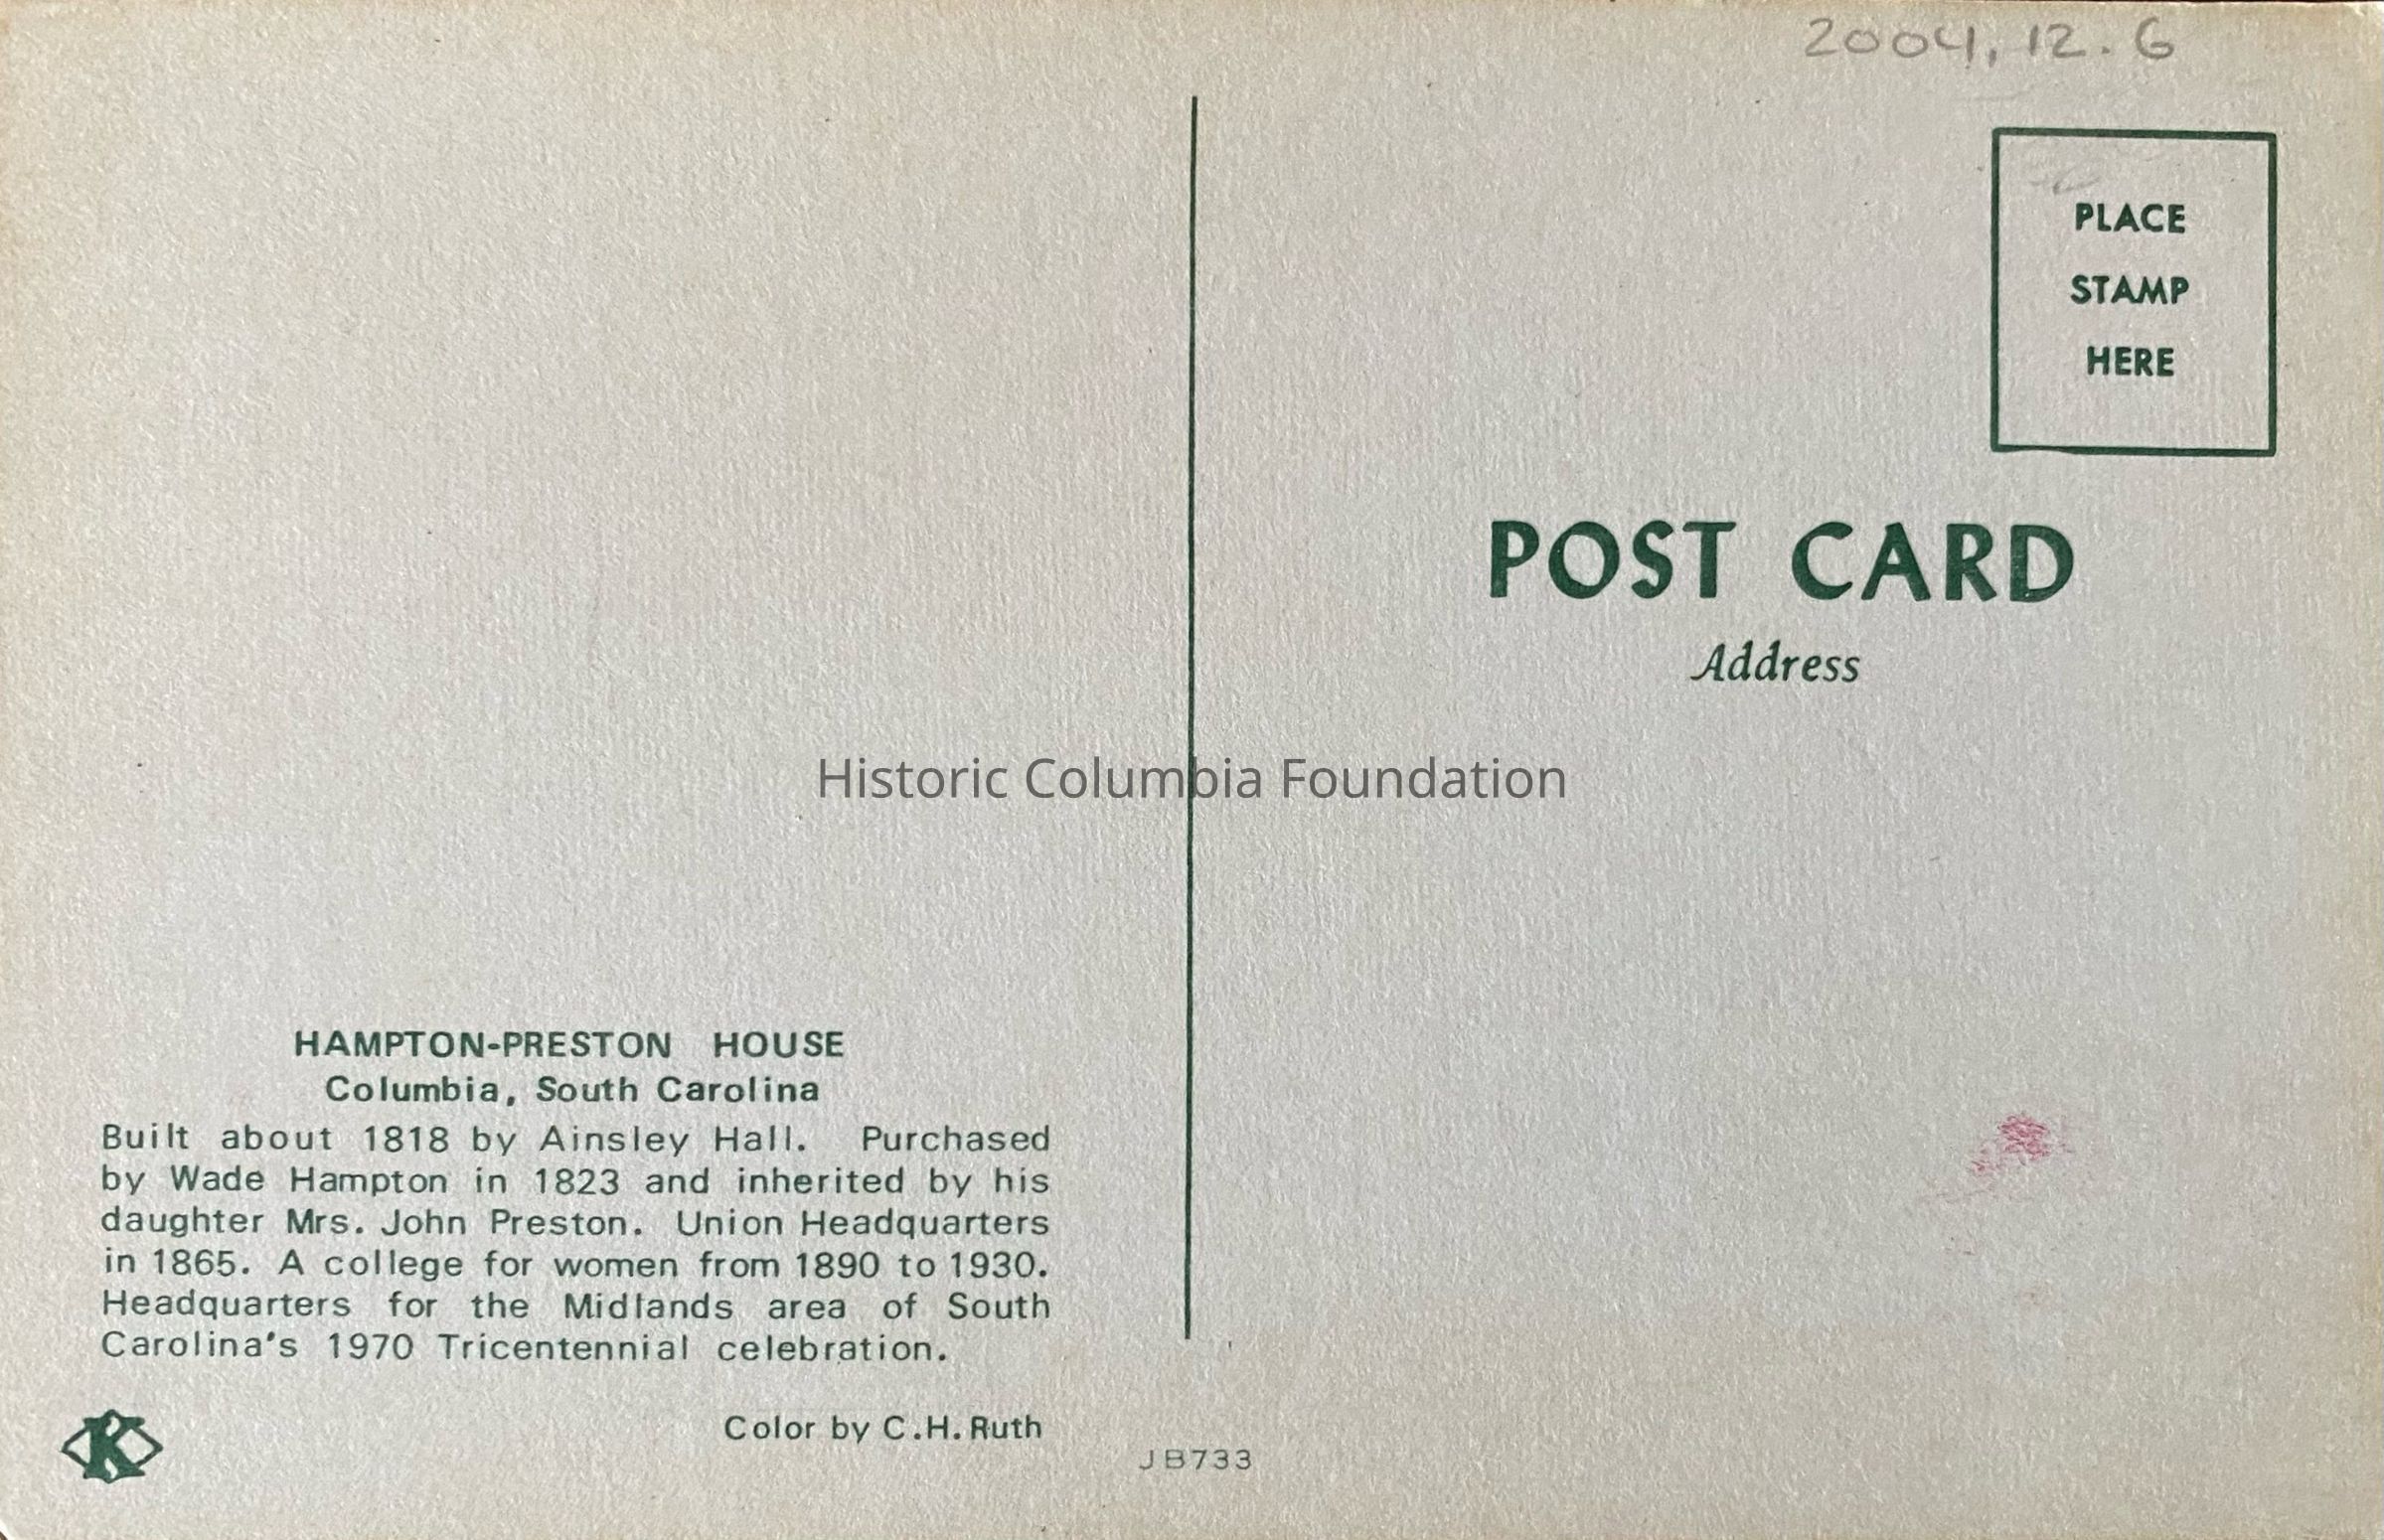 2004.12.6
PLACE
STAMP
HERE
POST CARD
Address
Historic Columbia Foundation
HAMPTON-PRESTON HOUSE
Columbia, South Carolina
Built about 1818 by Ainsley Hall. Purchased
by Wade Hampton in 1823 and inherited by his
daughter Mrs. John Preston. Union Headquarters
in 1865. A college for women from 1890 to 1930.
Headquarters for the Midlands area of South
Carolina's 1970 Tricentennial celebration.
K
Color by C.H.Ruth
JB733